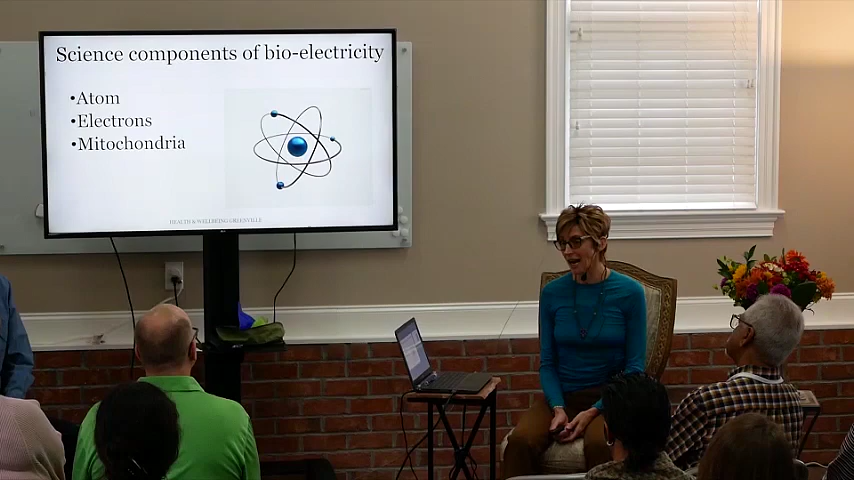 Science components of bio-electricity
•Atom
•Electrons
•Mitochondria
HEALTH & WELLBEING GREENVILLE